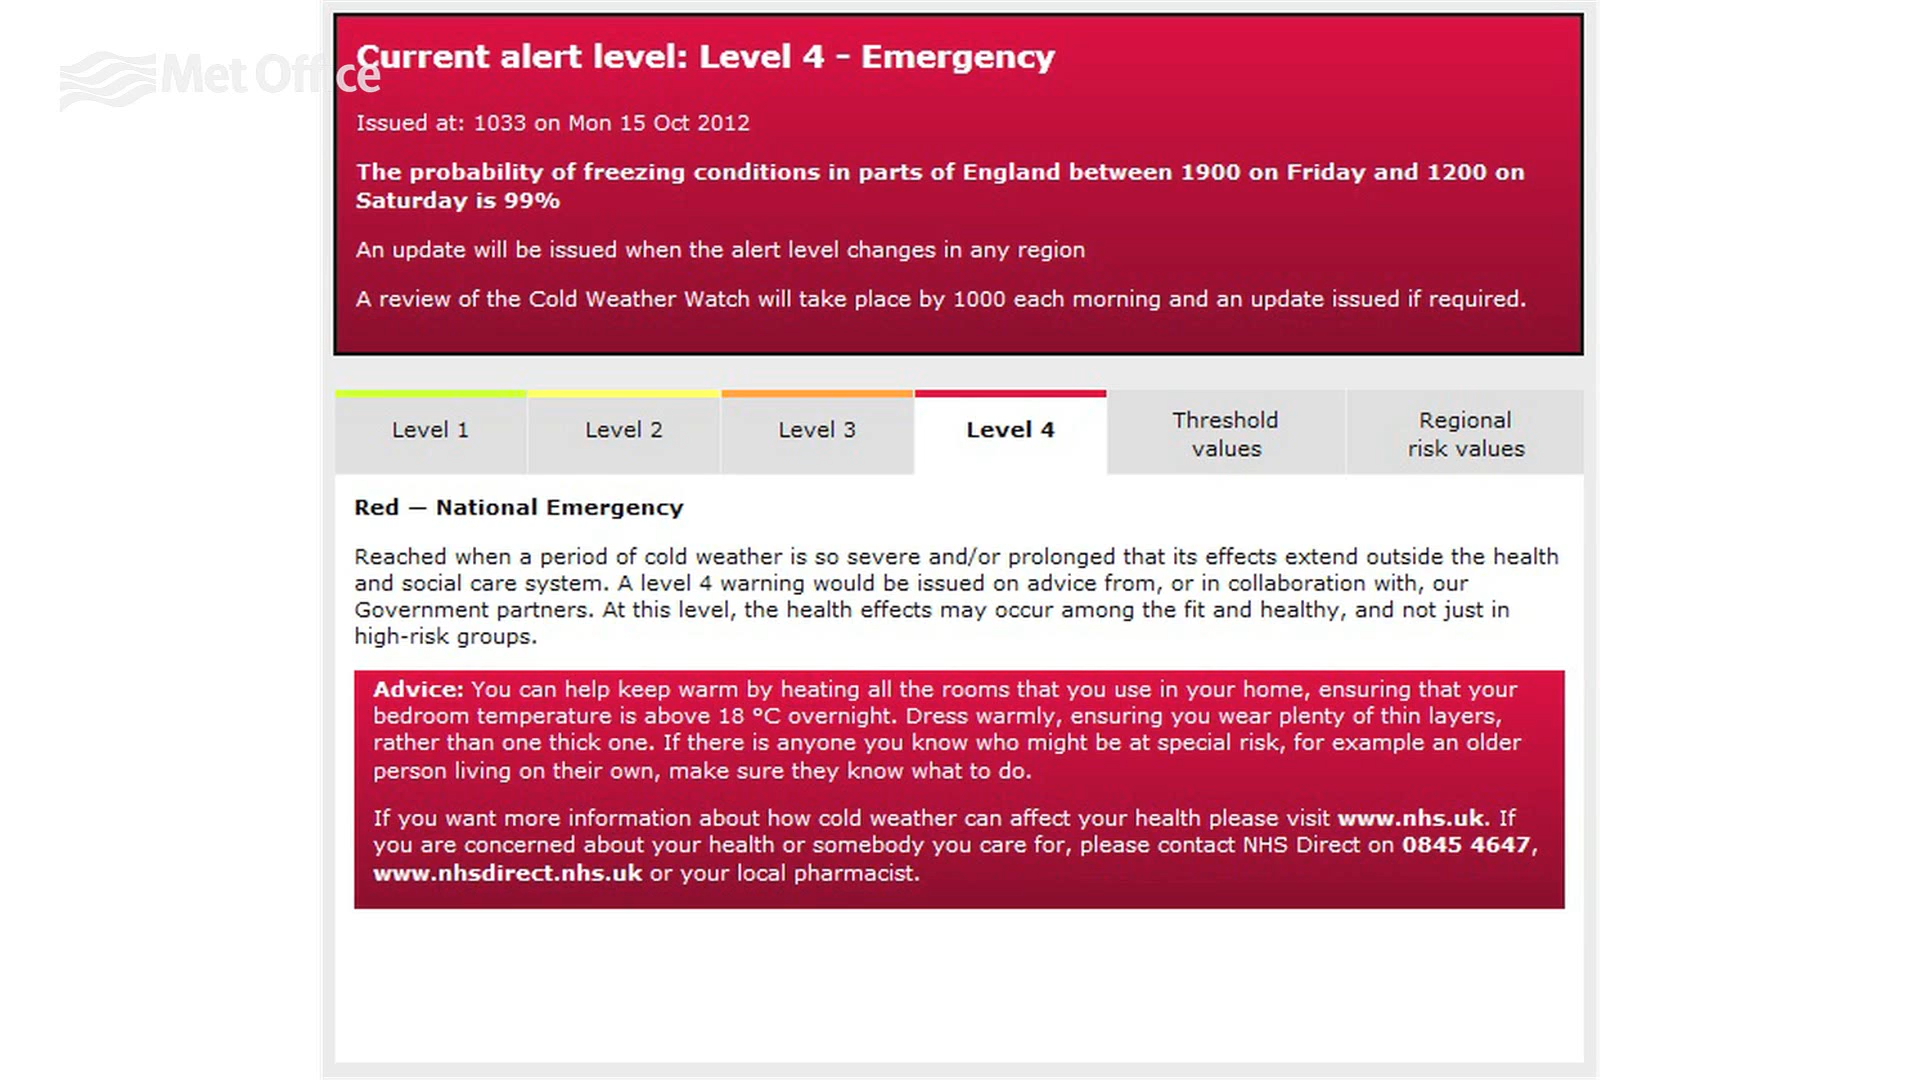 Met Office
Current alert level: Level 4 - Emergency
Issued at: 1033 on Mon 15 Oct 2012
The probability of freezing conditions in parts of England between 1900 on Friday and 1200 on
Saturday is 99%
An update will be issued when the alert level changes in any region
A review of the Cold Weather Watch will take place by 1000 each morning and an update issued if required.
Level 1
Level 2
Level 3
Level 4
Threshold
values
Regional
risk values
Red — National Emergency
Reached when a period of cold weather is so severe and/or prolonged that its effects extend outside the health
and social care system. A level 4 warning would be issued on advice from, or in collaboration with, our
Government partners. At this level, the health effects may occur among the fit and healthy, and not just in
high-risk groups.
Advice: You can help keep warm by heating all the rooms that you use in your home, ensuring that your
bedroom temperature is above 18 °C overnight. Dress warmly, ensuring you wear plenty of thin layers,
rather than one thick one. If there is anyone you know who might be at special risk, for example an older
person living on their own, make sure they know what to do.
If you want more information about how cold weather can affect your health please visit www.nhs.uk. If
you are concerned about your health or somebody you care for, please contact NHS Direct on 0845 4647,
www.nhsdirect.nhs.uk or your local pharmacist.